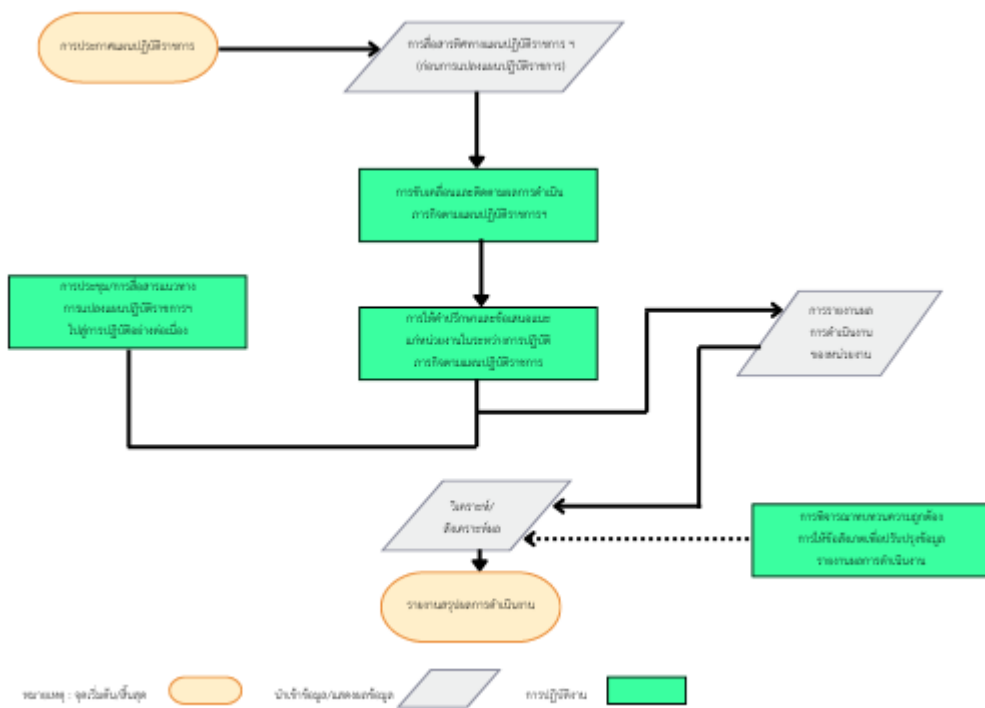 การประกาศแผนปฏิบัติราชการ
การสื่อสารทิศทางแผนปฏิบัติราชการ ฯ
(ก่อนการแปลงแผนปฏิบัติราชการ)
การขับเคลื่อนและติดตามผลการดำเนิน
ภารกิจตามแผนปฏิบัติราชการฯ
การประชุม/การสื่อสารแนวทาง
การแปลงแผนปฏิบัติราชการฯ
ไปสู่การปฏิบัติอย่างต่อเนื่อง
การให้คำปรึกษาและข้อเสนอแนะ
แก่หน่วยงานในระหว่างการปฏิบัติ
ภารกิจตามแผนปฏิบัติราชการ
การรายงานผล
การดำเนินงาน
ของหน่วยงาน
วิเคราะห์/
สังเคราะห์ผล
การพิจารณาทบทวนความถูกต้อง
การให้ข้อสังเกตเพื่อปรับปรุงข้อมูล
รายงานผลการดำเนินงาน
รายงานสรุปผลการดำเนินงาน
หมายเหตุ : จุดเริ่มต้น/สิ้นสุด
นำเข้าข้อมูล/แสดงผลข้อมูล
การปฏิบัติงาน